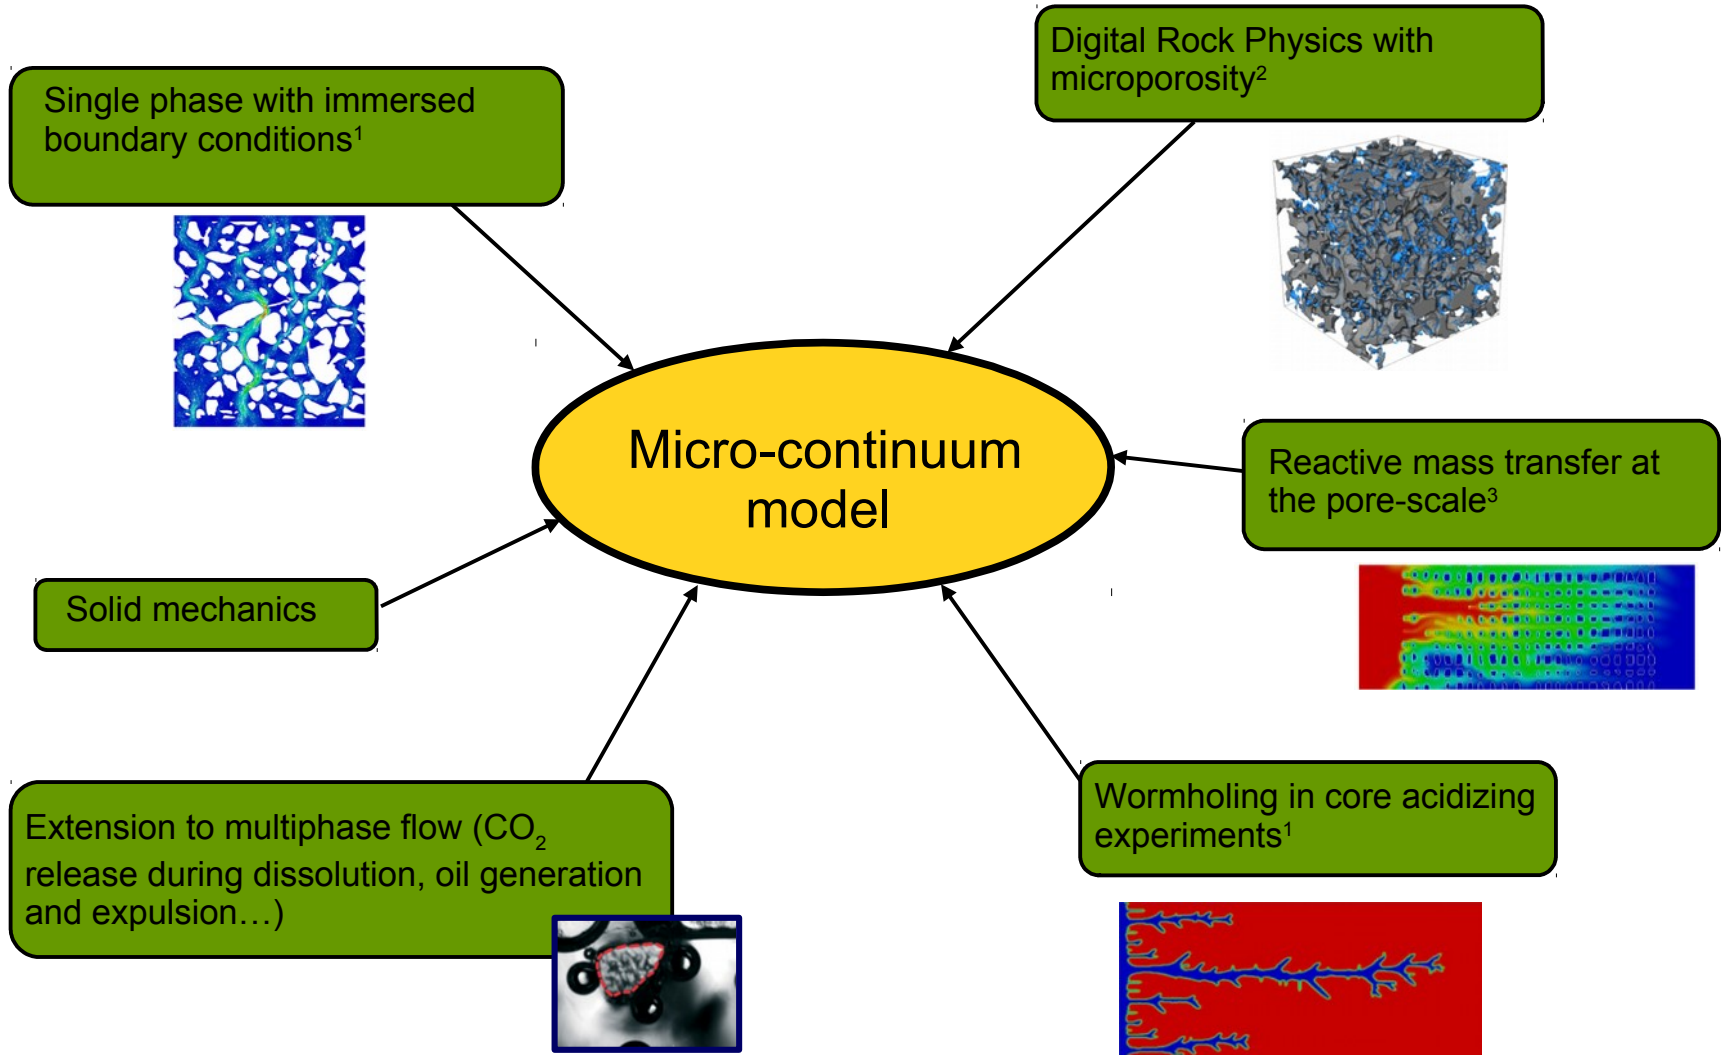 Single phase with immersed
boundary conditions¹
Digital Rock Physics with
microporosity²
Micro-continuum
model
Reactive mass transfer at
the pore-scale³
Solid mechanics
Extension to multiphase flow (CO₂
release during dissolution, oil generation
and expulsion…)
Wormholing in core acidizing
experiments¹